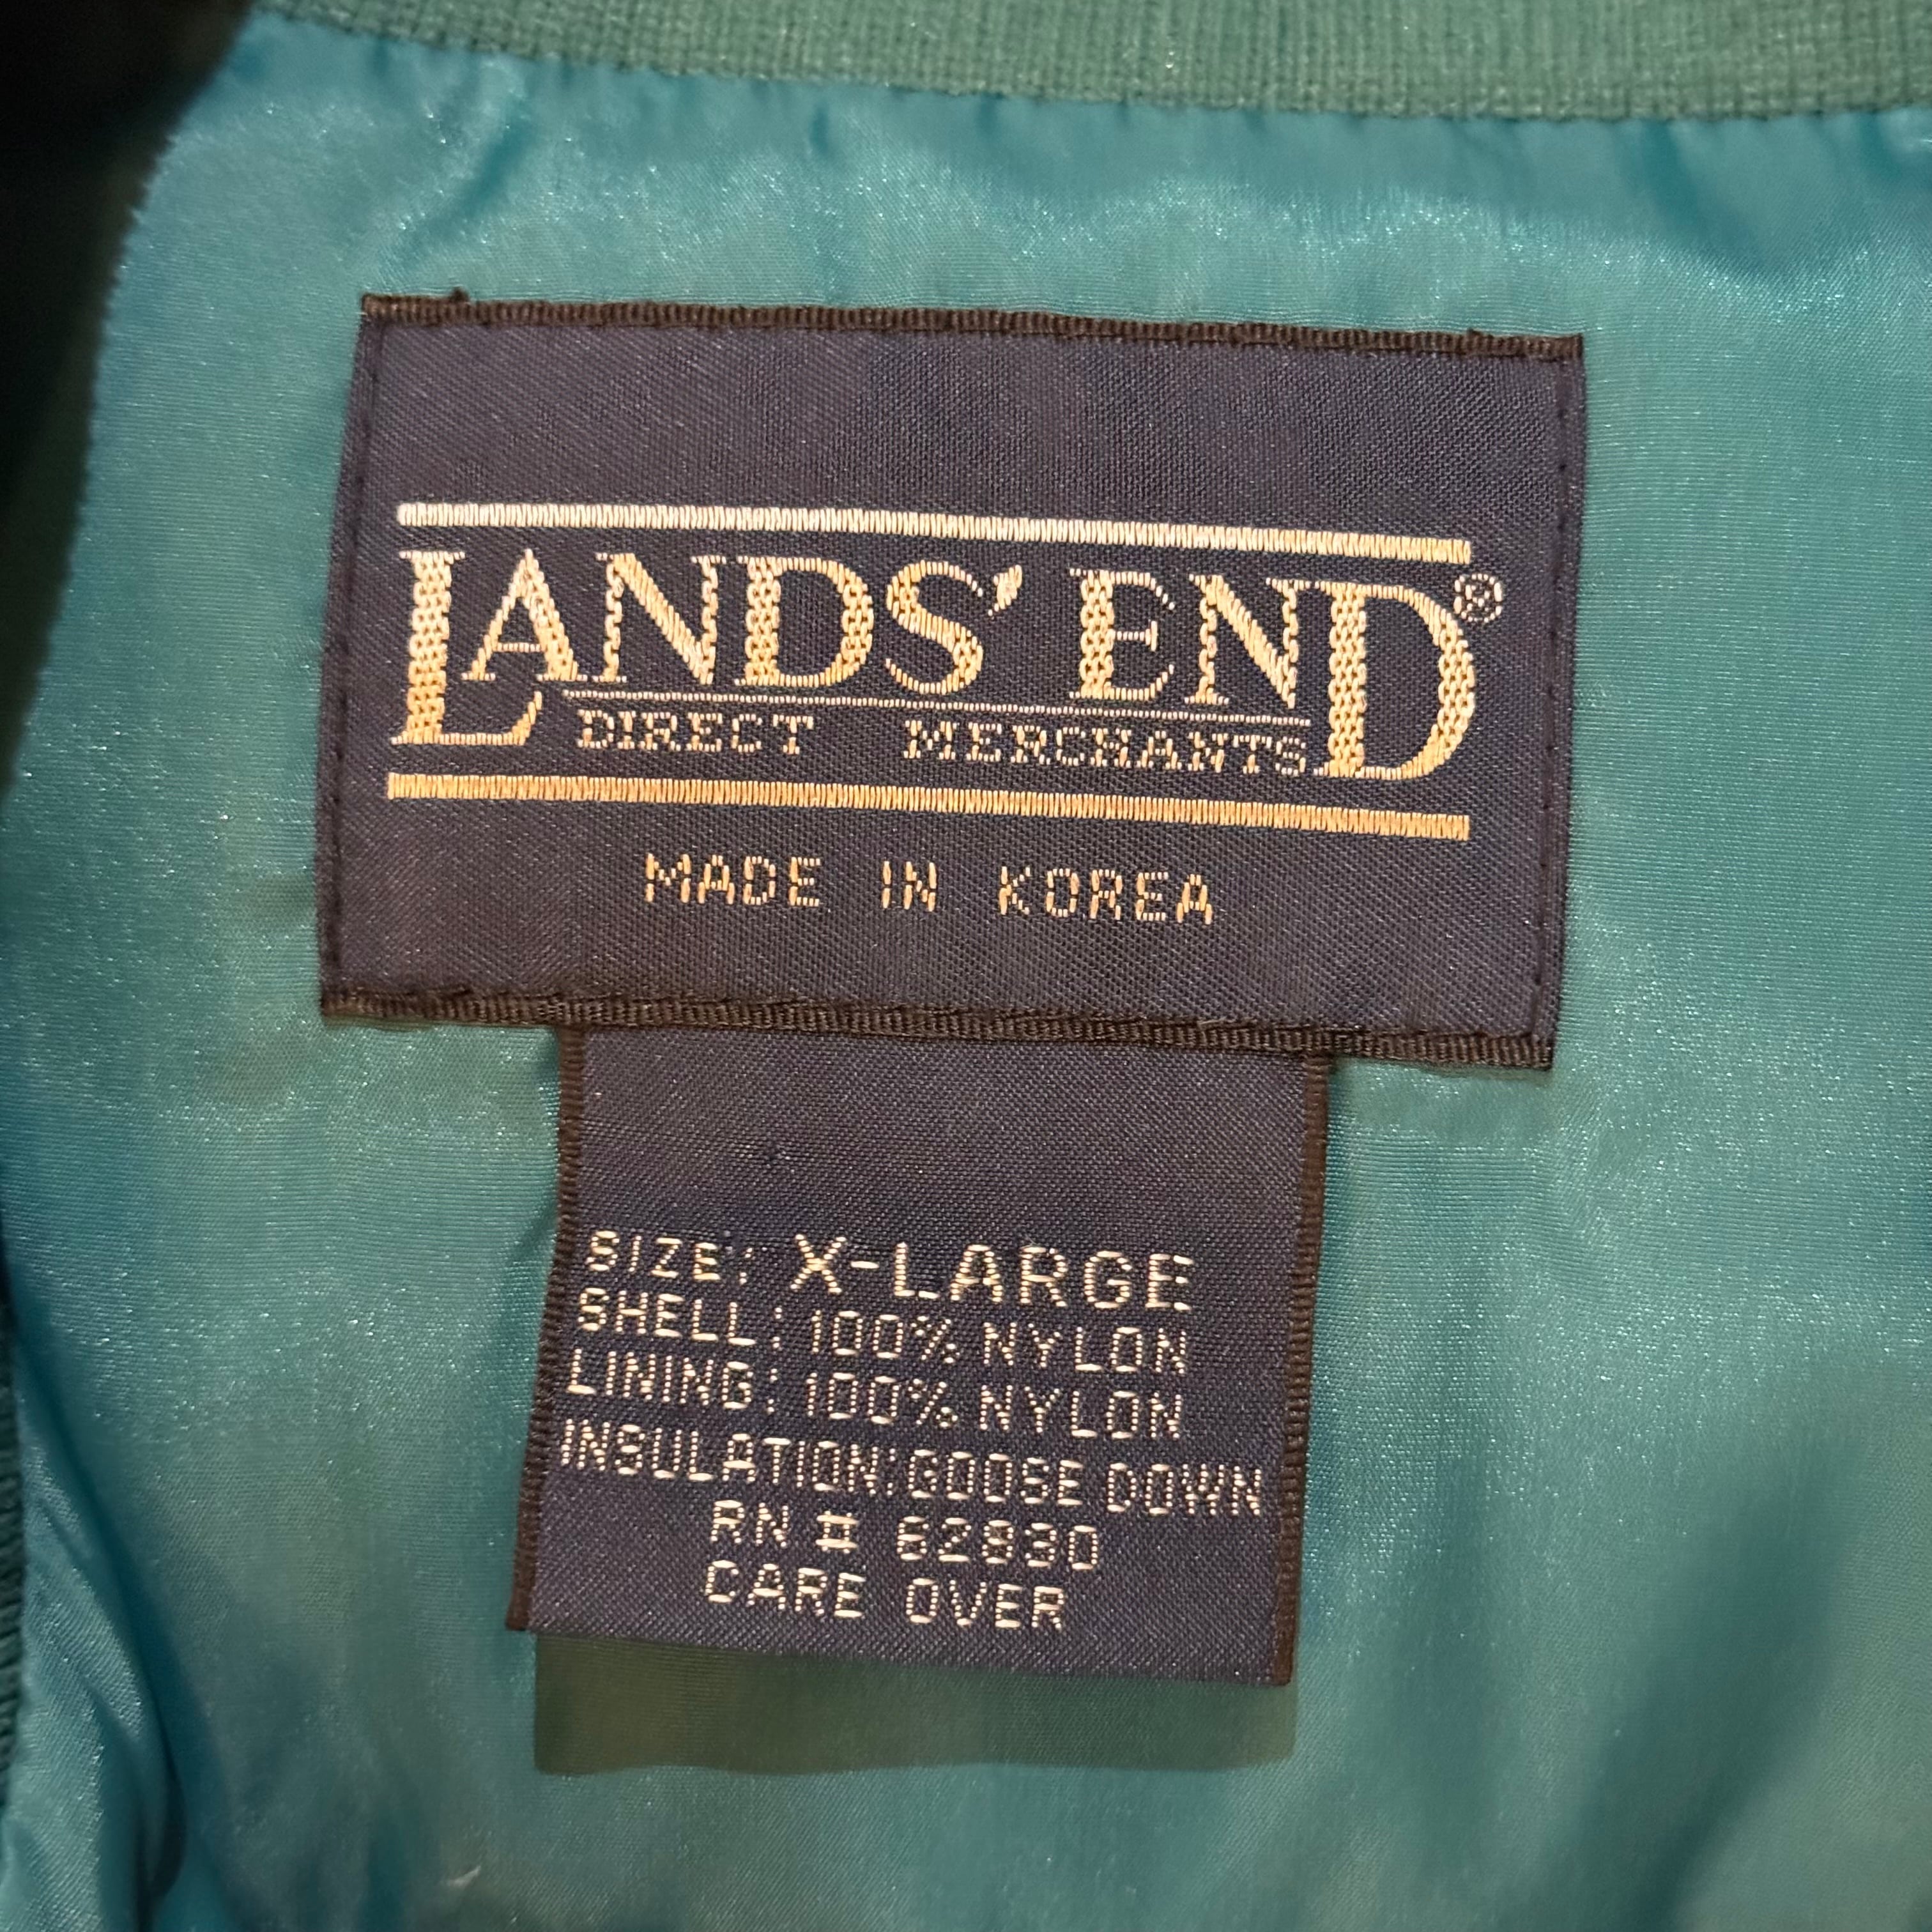 LANDS' END®
DIRECT MERCHANTS
MADE IN KOREA
SIZE: X-LARGE
SHELL: 100% NYLON
LINING: 100% NYLON
INSULATION: GOOSE DOWN
RN # 62830
CARE OVER